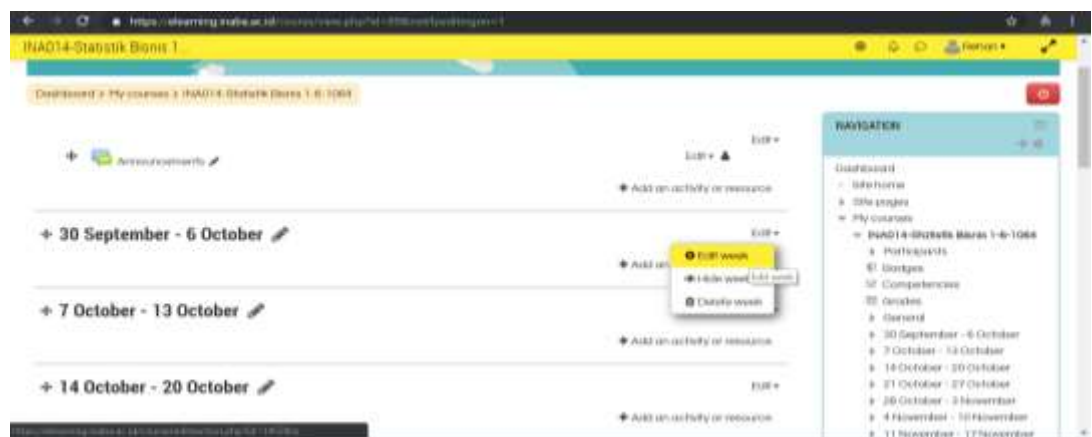 INA014-Statistik Bisnis 1
Dashboard > My courses > INA014-Statistik Bisnis 1-6-1064
Edit
Announcements
Edit
+ Add an activity or resource
30 September - 6 October
Edit
Edit week
+ Add an
Hide week
Edit week
Delete week
7 October - 13 October
+ Add an activity or resource
14 October - 20 October
Edit
+ Add an activity or resource
NAVIGATION
Dashboard
Site home
Site pages
My courses
INA014-Statistik Bisnis 1-6-1064
Participants
Badges
Competencies
Grades
General
30 September - 6 October
7 October - 13 October
14 October - 20 October
21 October - 27 October
28 October - 3 November
4 November - 10 November
11 November - 17 November